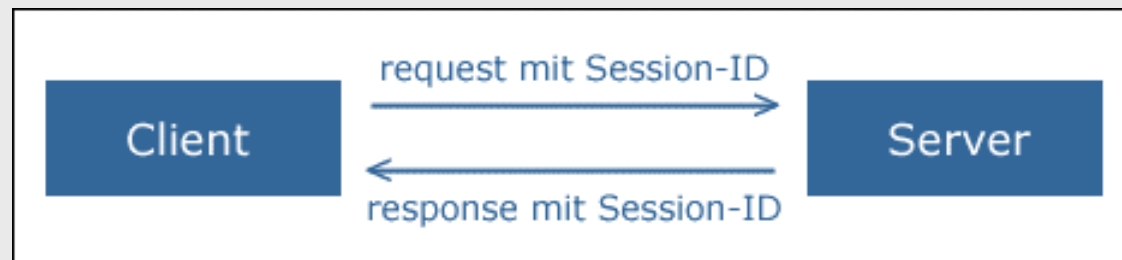 request mit Session-ID
Client
Server
response mit Session-ID